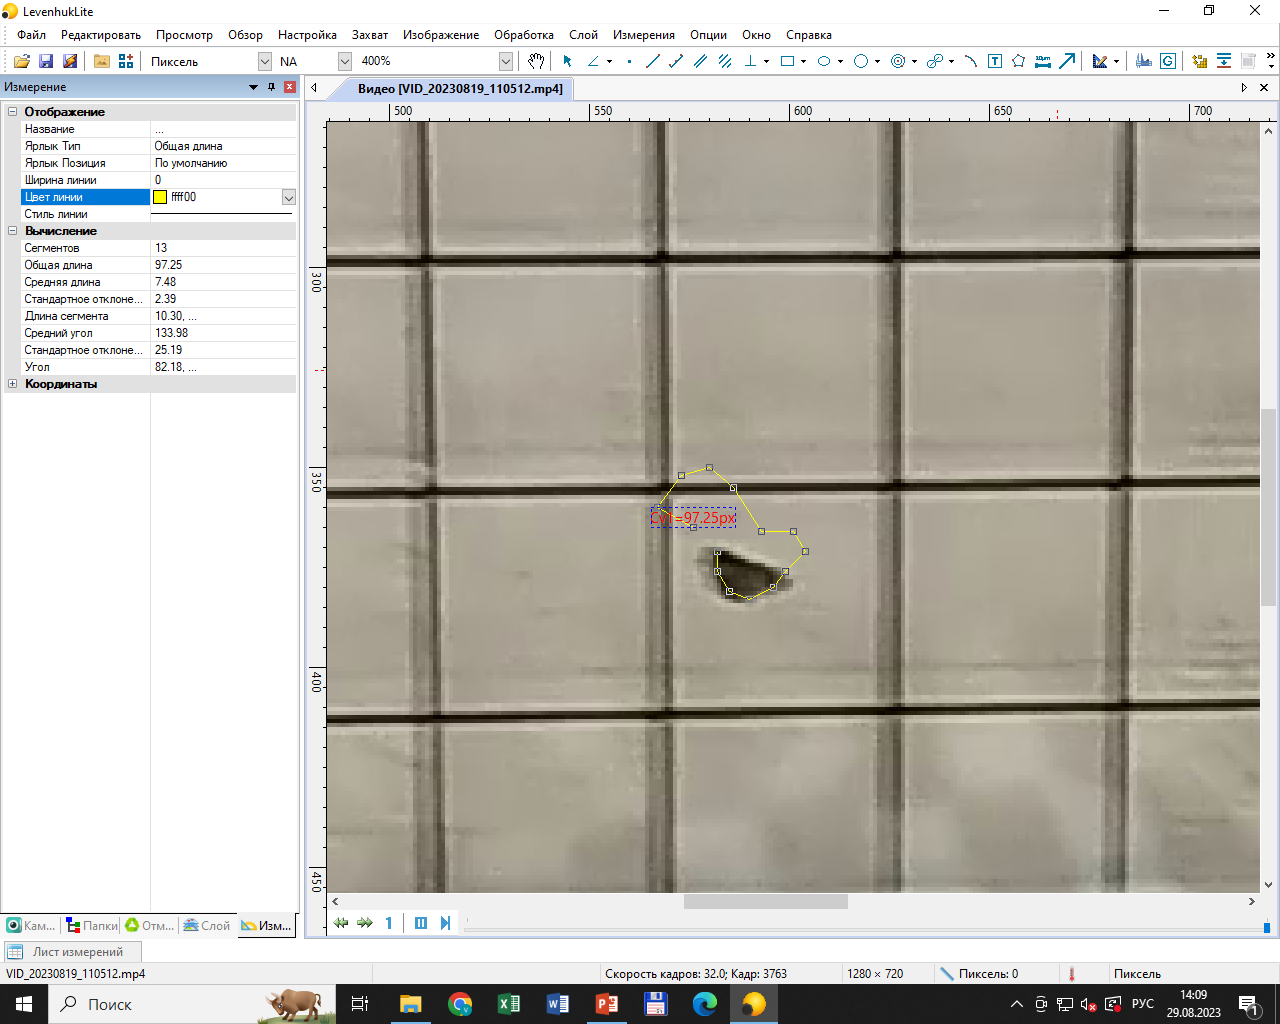 LevenhukLite
Файл Редактировать Просмотр Обзор Настройка Захват Изображение Обработка Слой Измерения Опции Окно Справка
Пиксель NA 400%
Измерение
Видео [VID_20230819_110512.mp4]
500 550 600 650 700
Отображение
Название ...
Ярлык Тип Общая длина
Ярлык Позиция По умолчанию
Ширина линии 0
Цвет линии ffff00
Стиль линии
Вычисление
Сегментов 13
Общая длина 97.25
Средняя длина 7.48
Стандартное отклоне... 2.39
Длина сегмента 10.30, ...
Средний угол 133.98
Стандартное отклоне... 25.19
Угол 82.18, ...
Координаты
300
350
400
450
Cv1=97.25px
Кам... Папки Отм... Слой Изм...
1
Лист измерений
VID_20230819_110512.mp4 Скорость кадров: 32.0; Кадр: 3763 1280 × 720 Пиксель: 0 Пиксель
Поиск
РУС
14:09
29.08.2023
1